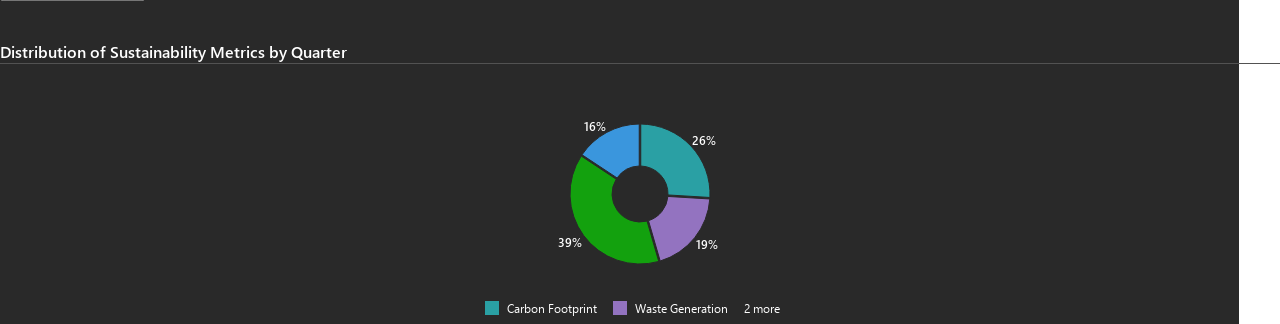 Distribution of Sustainability Metrics by Quarter
16%
26%
39%
19%
Carbon Footprint
Waste Generation
2 more